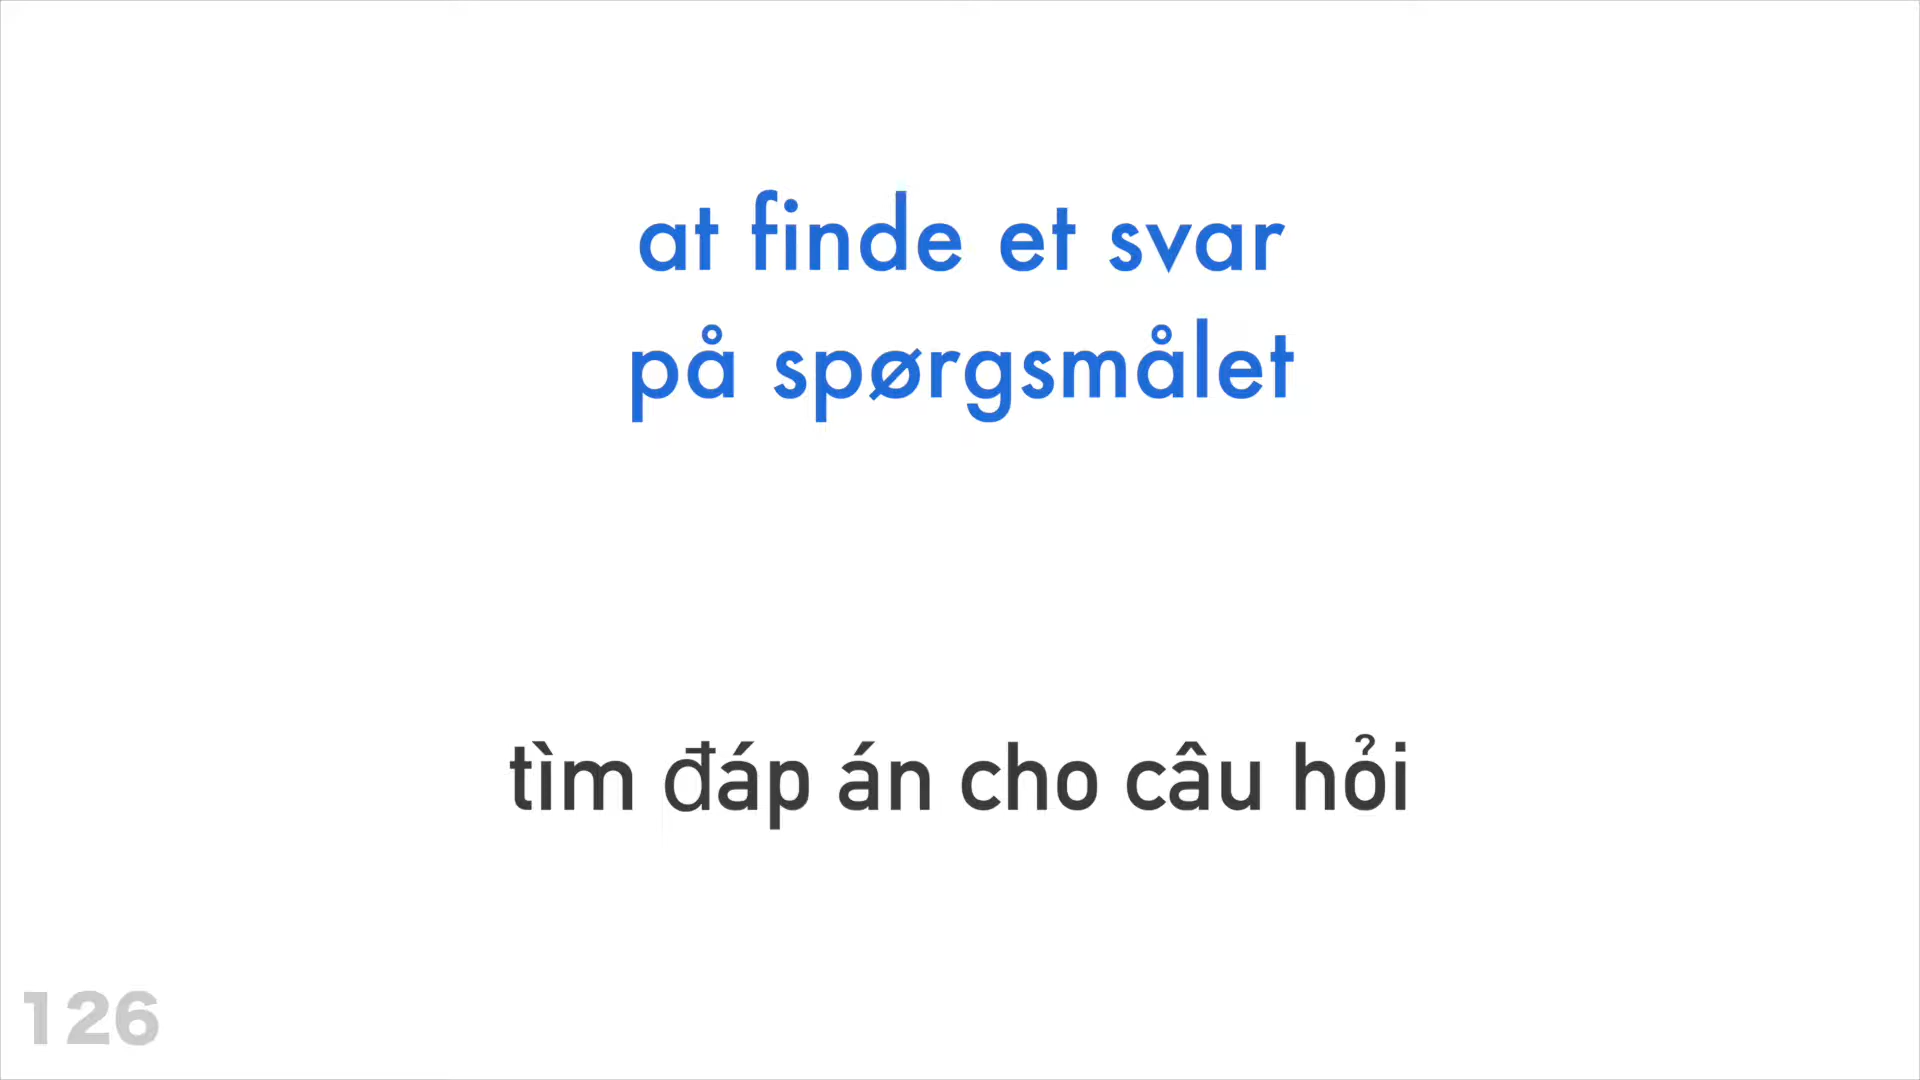 at finde et svar
på spørgsmålet
tìm đáp án cho câu hỏi
126